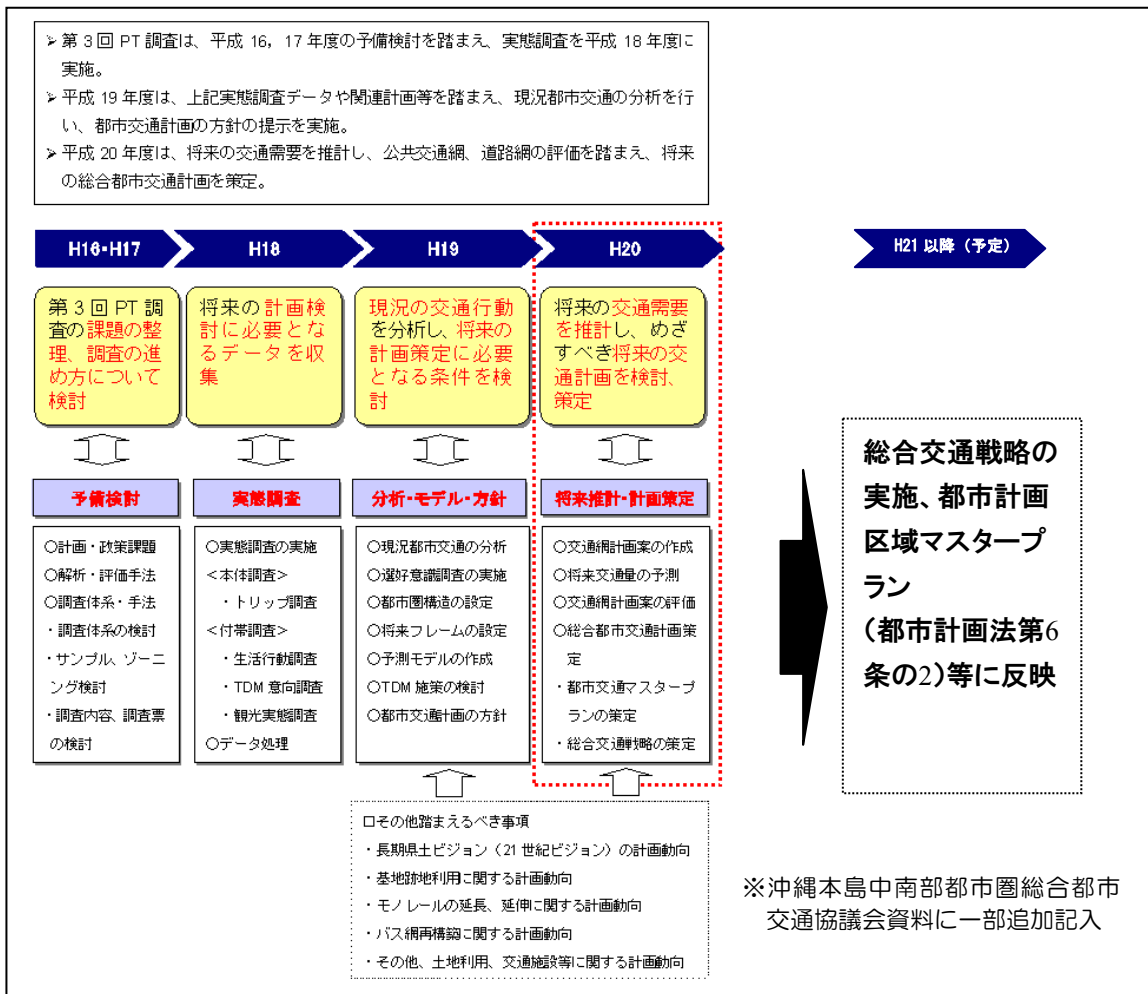 ➢ 第３回 PT 調査は、平成 16，17 年度の予備検討を踏まえ、実態調査を平成 18 年度に
実施。
➢ 平成 19 年度は、上記実態調査データや関連計画等を踏まえ、現況都市交通の分析を行
い、都市交通計画の方針の提示を実施。
➢ 平成 20 年度は、将来の交通需要を推計し、公共交通網、道路網の評価を踏まえ、将来
の総合都市交通計画を策定。
H16・H17
H18
H19
H20
H21 以降（予定）
第３回 PT 調
査の課題の整
理、調査の進
め方について
検討
将来の計画検
討に必要とな
るデータを収
集
現況の交通行動
を分析し、将来の
計画策定に必要
となる条件を検
討
将来の交通需要
を推計し、めざ
すべき将来の交
通計画を検討、
策定
予備検討
実態調査
分析・モデル・方針
将来推計・計画策定
○計画・政策課題
○解析・評価手法
○調査体系・手法
・調査体系の検討
・サンプル、ゾーニ
ング検討
・調査内容、調査票
の検討
○実態調査の実施
＜本体調査＞
・トリップ調査
＜付帯調査＞
・生活行動調査
・TDM 意向調査
・観光実態調査
○データ処理
○現況都市交通の分析
○選好意識調査の実施
○都市圏構造の設定
○将来フレームの設定
○予測モデルの作成
○TDM 施策の検討
○都市交通計画の方針
○交通網計画案の作成
○将来交通量の予測
○交通網計画案の評価
○総合都市交通計画策
定
・都市交通マスタープ
ランの策定
・総合交通戦略の策定
総合交通戦略の
実施、都市計画
区域マスタープ
ラン
（都市計画法第6
条の2）等に反映
□その他踏まえるべき事項
・長期県土ビジョン（21 世紀ビジョン）の計画動向
・基地跡地利用に関する計画動向
・モノレールの延長、延伸に関する計画動向
・バス網再構築に関する計画動向
・その他、土地利用、交通施設等に関する計画動向
※沖縄本島中南部都市圏総合都市
交通協議会資料に一部追加記入